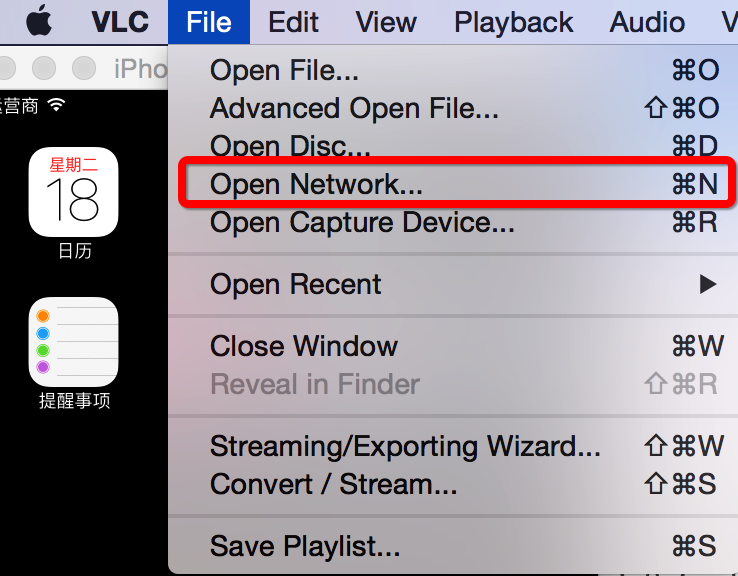 VLC File Edit View Playback Audio V
iPho
运营商
星期二
18
日历
提醒事项
Open File... ⌘O
Advanced Open File... ⇧⌘O
Open Disc... ⌘D
Open Network... ⌘N
Open Capture Device... ⌘R
Open Recent ▶
Close Window ⌘W
Reveal in Finder ⇧⌘R
Streaming/Exporting Wizard... ⇧⌘W
Convert / Stream... ⇧⌘S
Save Playlist... ⌘S